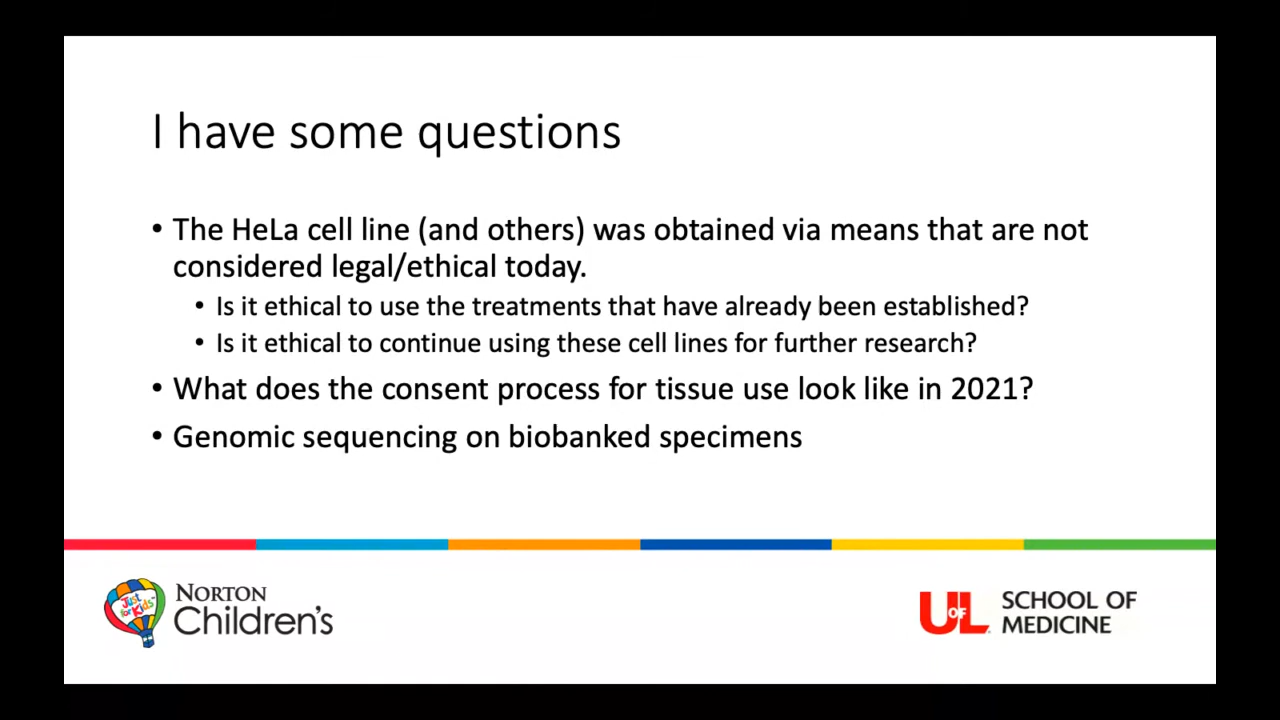 I have some questions
• The HeLa cell line (and others) was obtained via means that are not
considered legal/ethical today.
• Is it ethical to use the treatments that have already been established?
• Is it ethical to continue using these cell lines for further research?
• What does the consent process for tissue use look like in 2021?
• Genomic sequencing on biobanked specimens
Just
for Kids
NORTON
Children's
UOFL
SCHOOL OF
MEDICINE